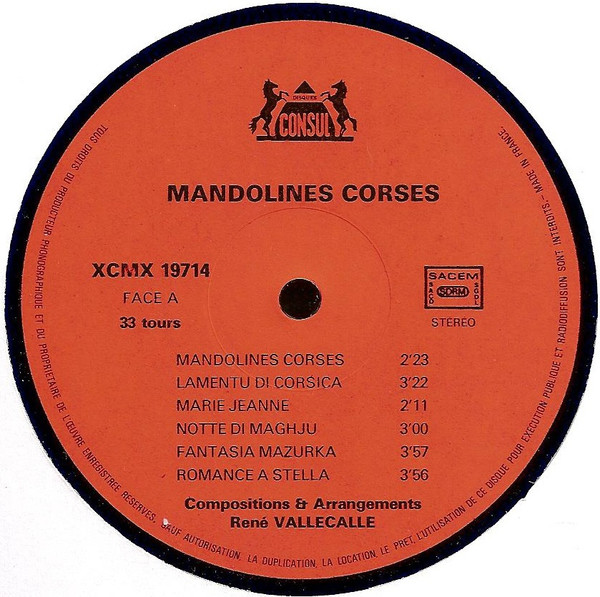 DISQUES
CONSUL
MANDOLINES CORSES
XCMX 19714
FACE A
33 tours
SACEM
SACD SDRM SGDL
STEREO
MANDOLINES CORSES 2'23
LAMENTU DI CORSICA 3'22
MARIE JEANNE 2'11
NOTTE DI MAGHJU 3'00
FANTASIA MAZURKA 3'57
ROMANCE A STELLA 3'56
Compositions & Arrangements
René VALLECALLE
TOUS DROITS DU PRODUCTEUR PHONOGRAPHIQUE ET DU PROPRIETAIRE DE L'ŒUVRE ENREGISTREE RESERVES. SAUF AUTORISATION, LA DUPLICATION, LA LOCATION, LE PRET, L'UTILISATION DE CE DISQUE POUR EXECUTION PUBLIQUE ET RADIODIFFUSION SONT INTERDITS. - MADE IN FRANCE.